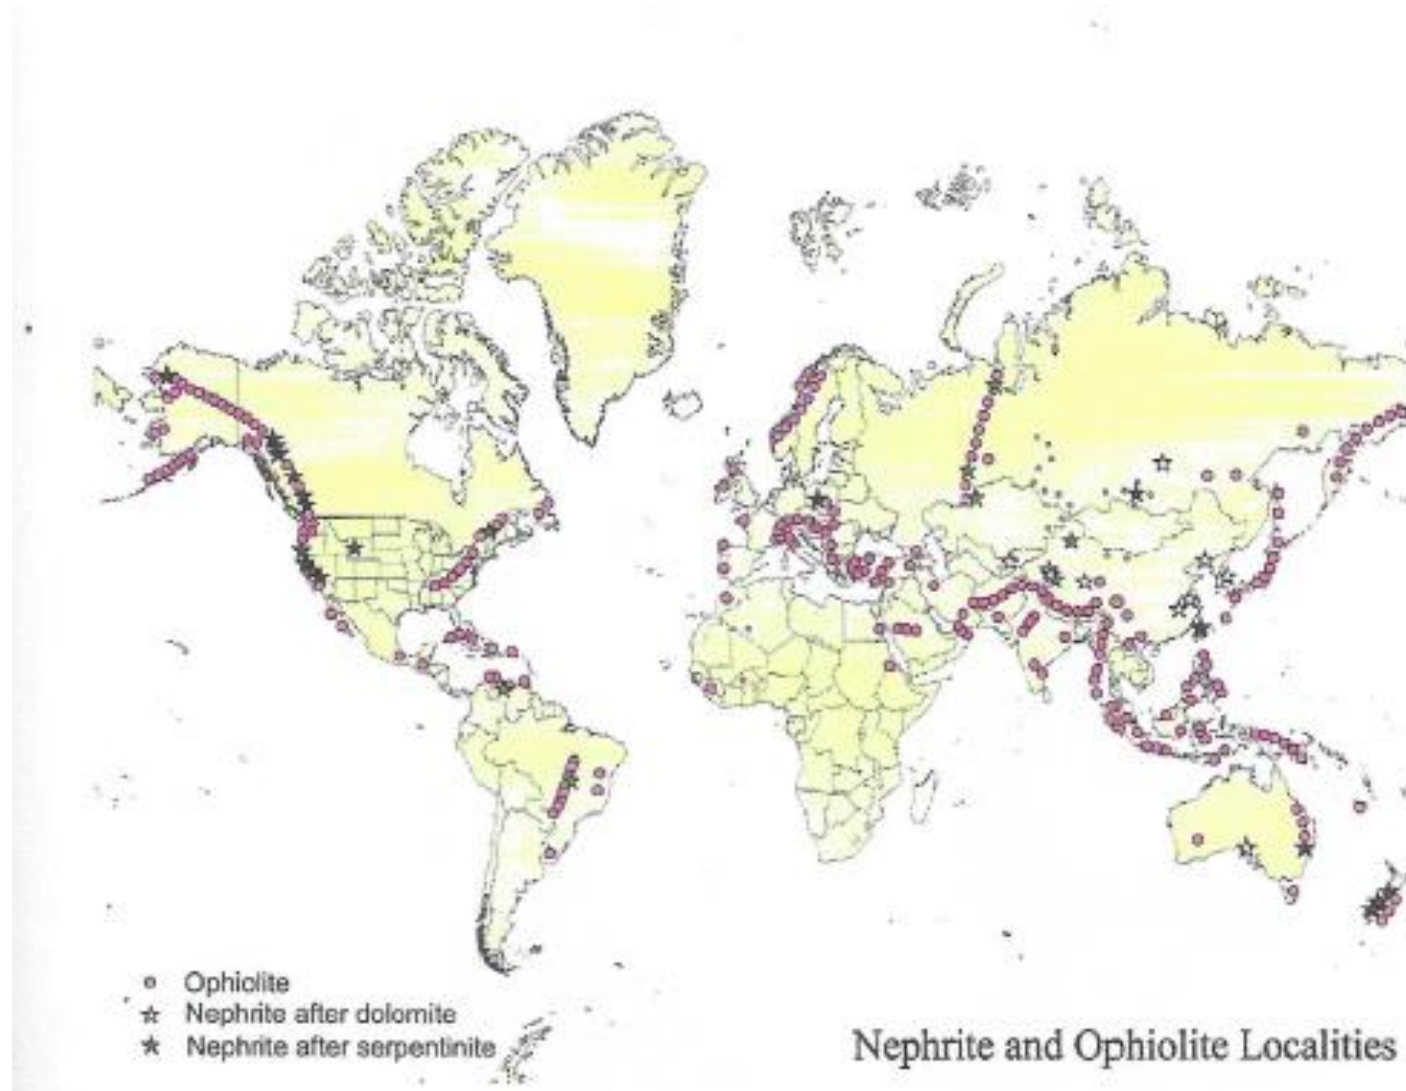 Ophiolite
Nephrite after dolomite
Nephrite after serpentinite
Nephrite and Ophiolite Localities